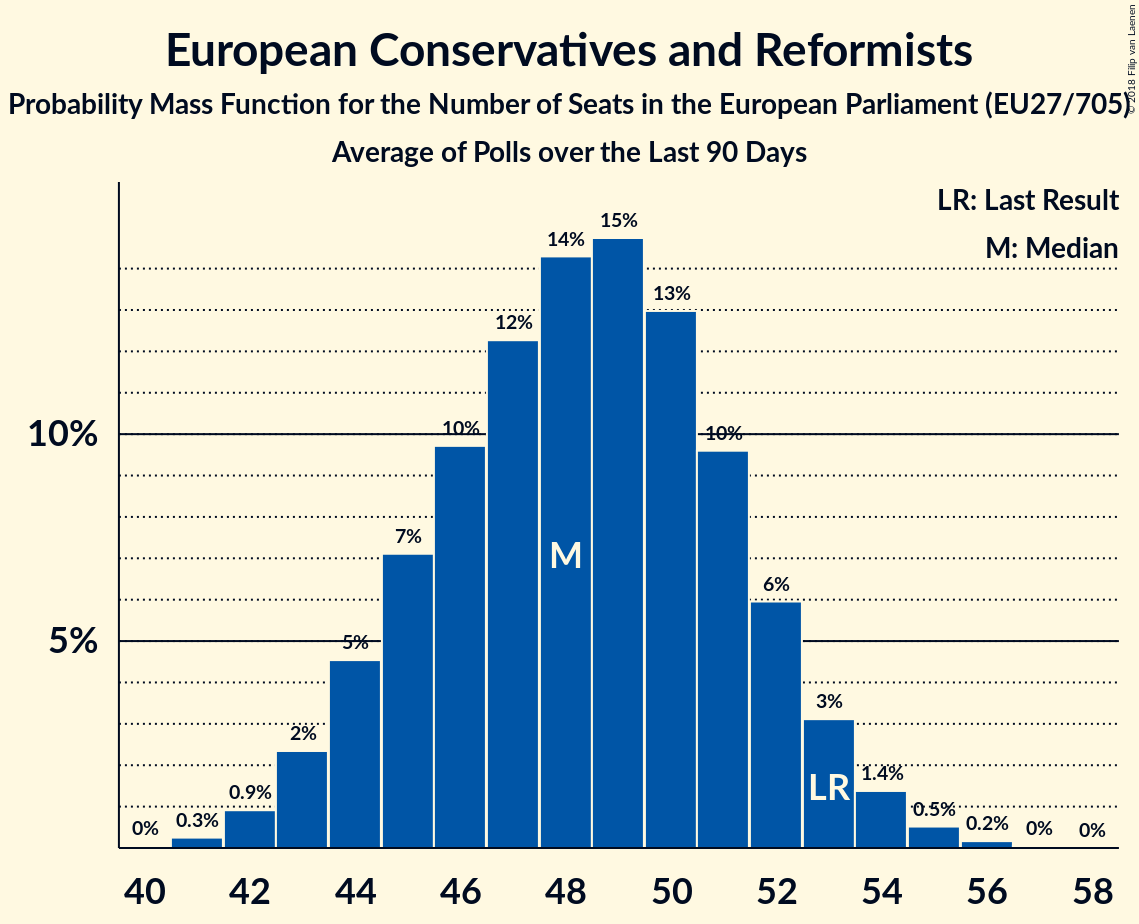 European Conservatives and Reformists
Probability Mass Function for the Number of Seats in the European Parliament (EU27/705)
Average of Polls over the Last 90 Days
© 2018 Filip van Laenen
LR: Last Result
M: Median
15%
14%
13%
12%
10%
10%
10%
7%
M
6%
5%
5%
3%
2%
LR
1.4%
0.9%
0.5%
0.3%
0.2%
0%
0%
0%
40 42 44 46 48 50 52 54 56 58